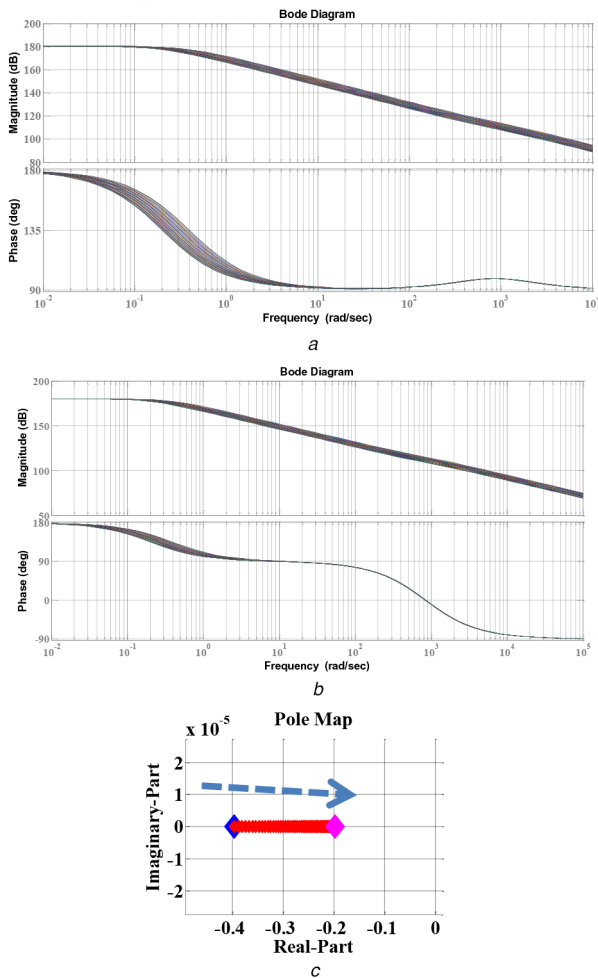 Bode Diagram
Magnitude (dB)
200
180
160
140
120
100
80
Phase (deg)
180
135
90
10^-2 10^-1 10^0 10^1 10^2 10^3
Frequency (rad/sec)
a
Bode Diagram
Magnitude (dB)
200
150
100
50
Phase (deg)
180
90
0
-90
10^-2 10^-1 10^0 10^1 10^2 10^3 10^4 10^5
Frequency (rad/sec)
b
Pole Map
x 10^-5
Imaginary-Part
2
1
0
-1
-2
-0.4 -0.3 -0.2 -0.1 0
Real-Part
c